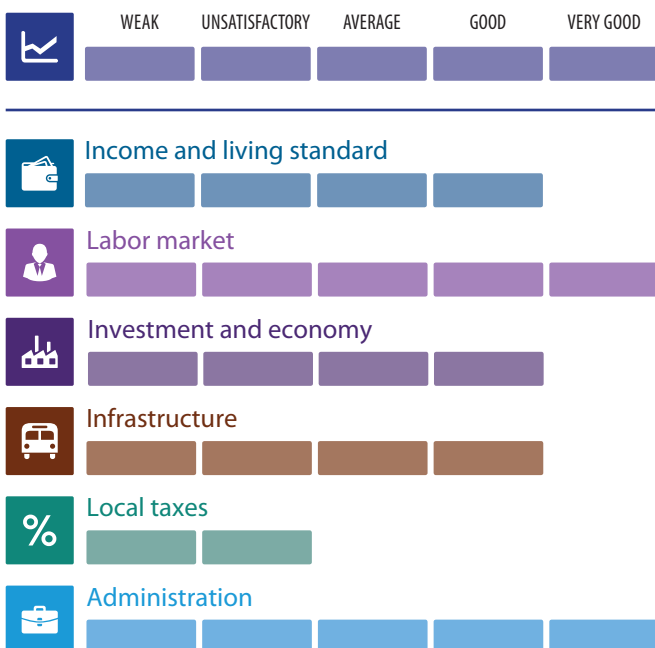 WEAK UNSATISFACTORY AVERAGE GOOD VERY GOOD
Income and living standard
Labor market
Investment and economy
Infrastructure
%
Local taxes
Administration